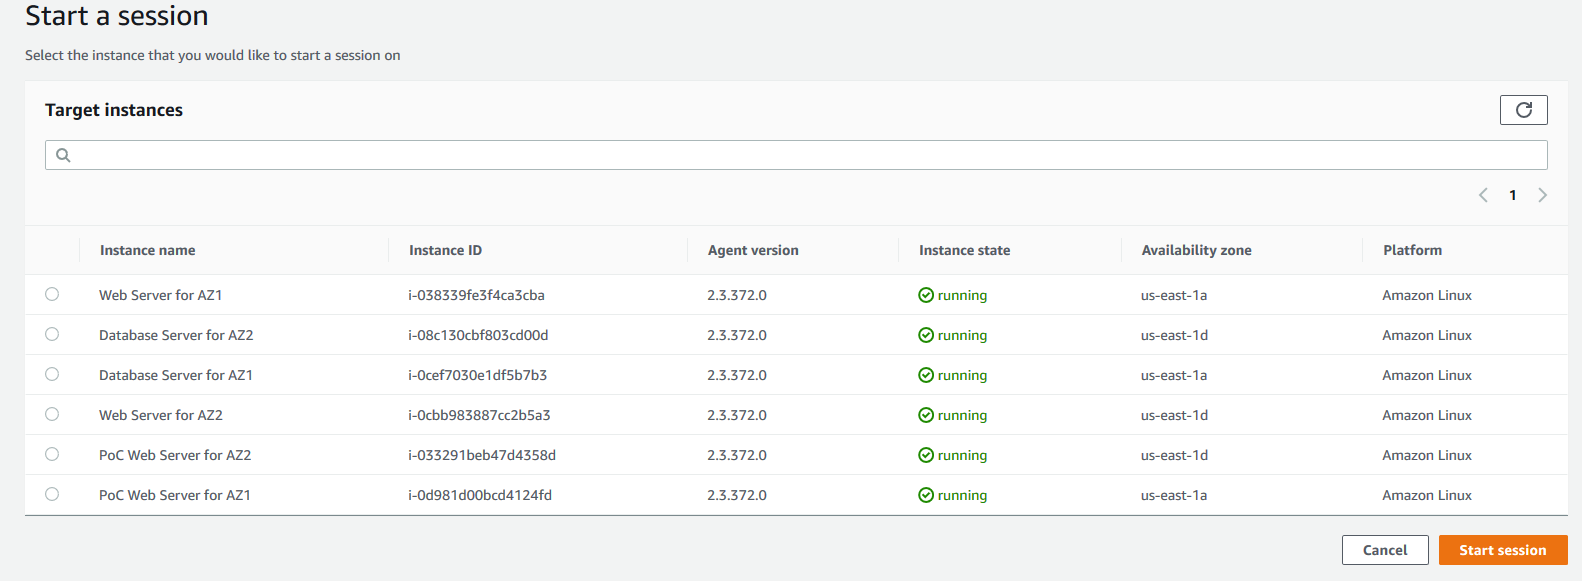 Start a session
Select the instance that you would like to start a session on
Target instances
1
Instance name Instance ID Agent version Instance state Availability zone Platform
Web Server for AZ1 i-038339fe3f4ca3cba 2.3.372.0 running us-east-1a Amazon Linux
Database Server for AZ2 i-08c130cbf803cd00d 2.3.372.0 running us-east-1d Amazon Linux
Database Server for AZ1 i-0cef7030e1df5b7b3 2.3.372.0 running us-east-1a Amazon Linux
Web Server for AZ2 i-0cbb983887cc2b5a3 2.3.372.0 running us-east-1d Amazon Linux
PoC Web Server for AZ2 i-033291beb47d4358d 2.3.372.0 running us-east-1d Amazon Linux
PoC Web Server for AZ1 i-0d981d00bcd4124fd 2.3.372.0 running us-east-1a Amazon Linux
Cancel Start session